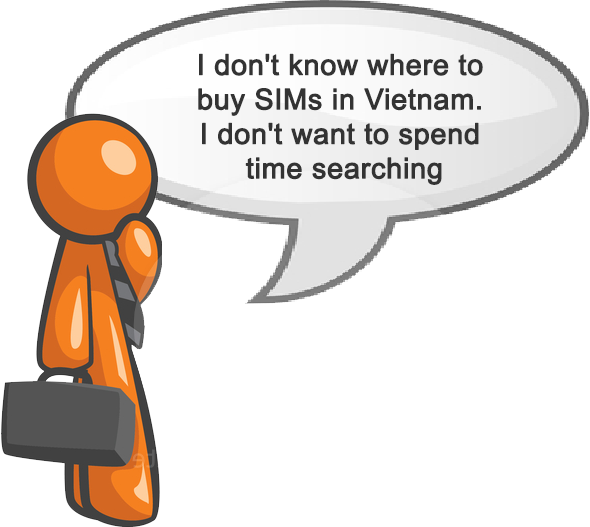 I don't know where to
buy SIMs in Vietnam.
I don't want to spend
time searching